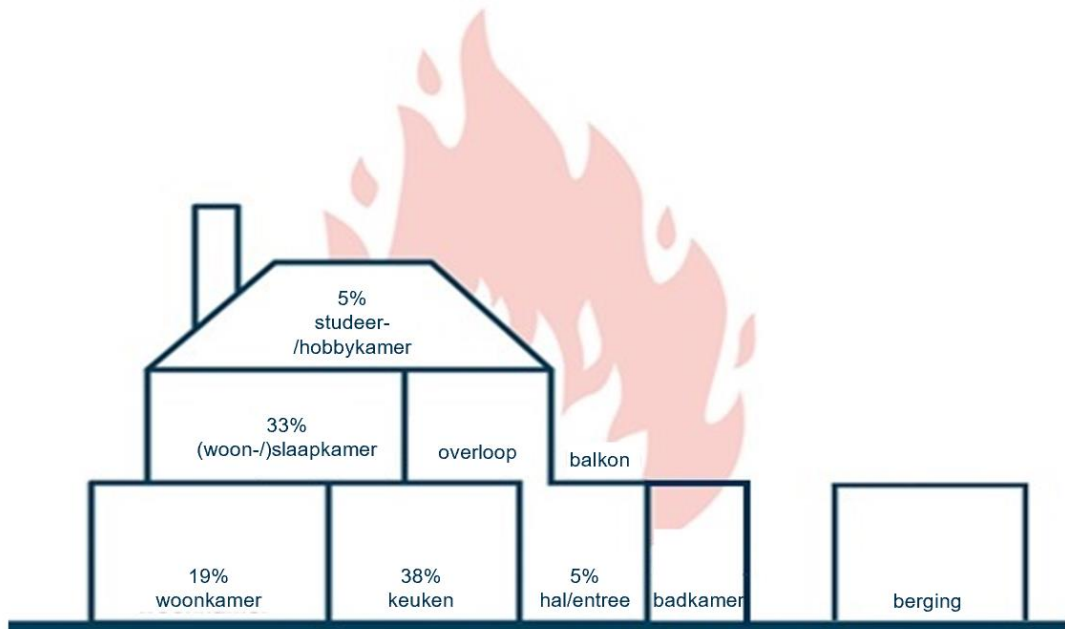 5%
studeer-
/hobbykamer
33%
(woon-/)slaapkamer
overloop
balkon
19%
woonkamer
38%
keuken
5%
hal/entree
badkamer
berging